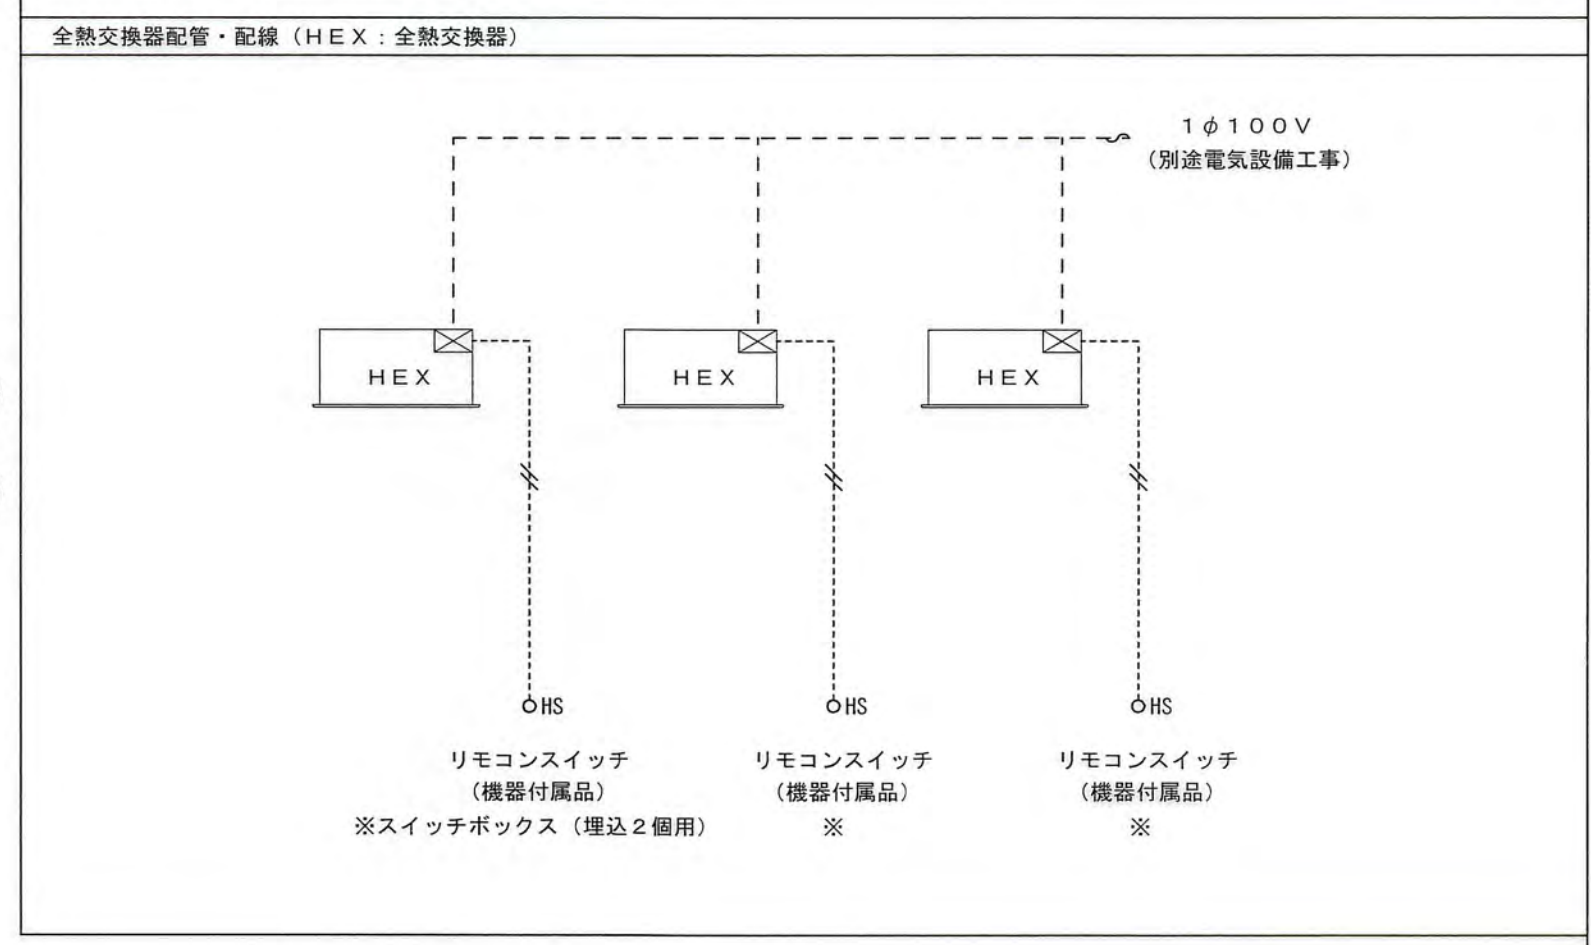 全熱交換器配管・配線（ＨＥＸ：全熱交換器）
１φ１００Ｖ
（別途電気設備工事）
ＨＥＸ
ＨＥＸ
ＨＥＸ
HS
HS
HS
リモコンスイッチ
（機器付属品）
※スイッチボックス（埋込２個用）
リモコンスイッチ
（機器付属品）
※
リモコンスイッチ
（機器付属品）
※